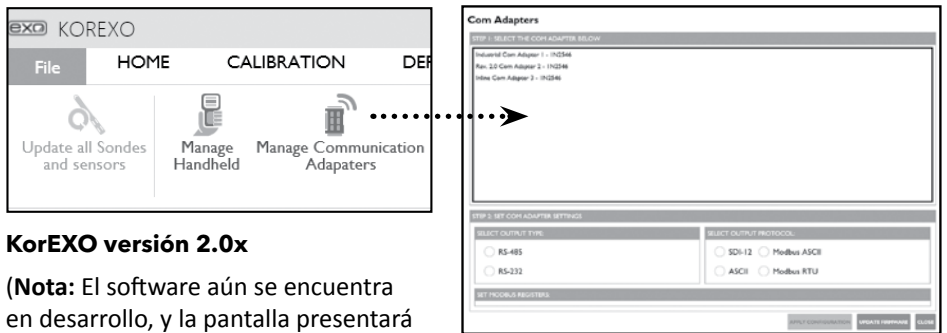 exo KOREXO
File HOME CALIBRATION DEF
Update all Sondes
and sensors
Manage
Handheld
Manage Communication
Adapaters
KorEXO versión 2.0x
(Nota: El software aún se encuentra
en desarrollo, y la pantalla presentará
Com Adapters
STEP 1: SELECT THE COM ADAPTER BELOW
Industrial Com Adapter 1 - 1N2546
Rev. 2.0 Com Adapter 2 - 1N2546
Inline Com Adapter 3 - 1N2546
STEP 2: SET COM ADAPTER SETTINGS
SELECT OUTPUT TYPE:
RS-485
RS-232
SELECT OUTPUT PROTOCOL:
SDI-12 Modbus ASCII
ASCII Modbus RTU
SET MODBUS REGISTERS:
APPLY CONFIGURATION UPDATE FIRMWARE CLOSE